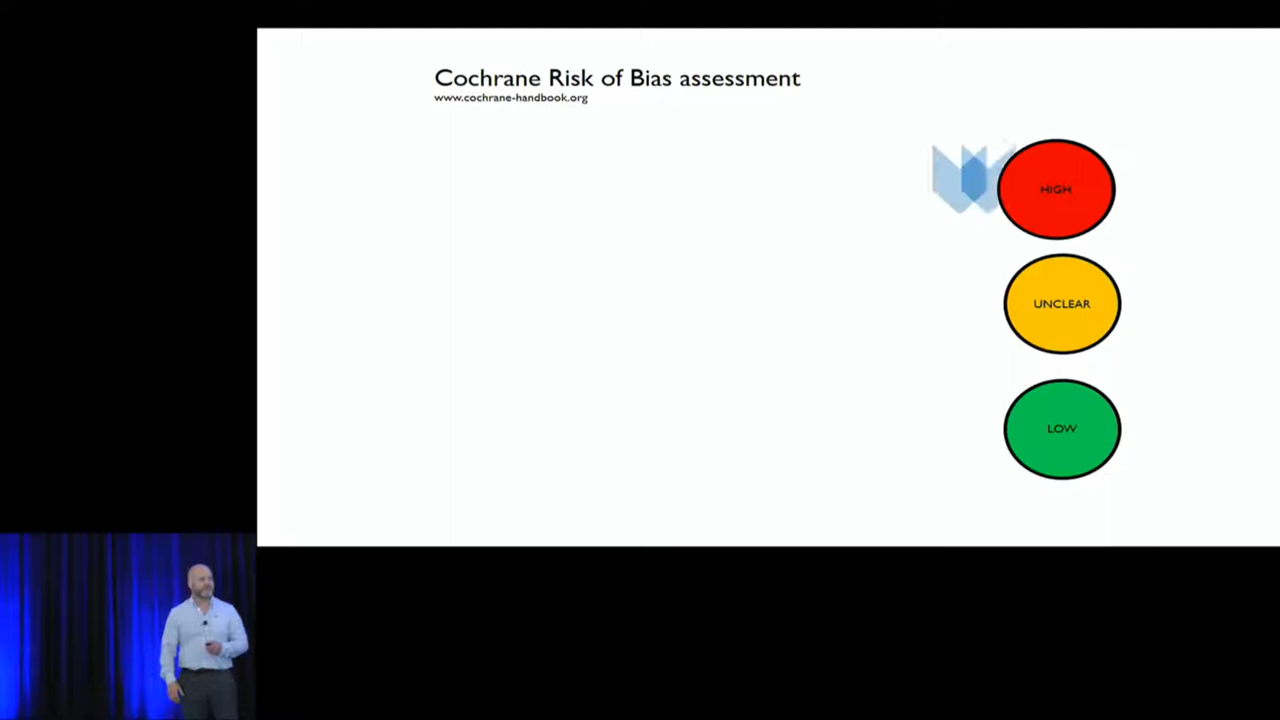 Cochrane Risk of Bias assessment
www.cochrane-handbook.org
HIGH
UNCLEAR
LOW